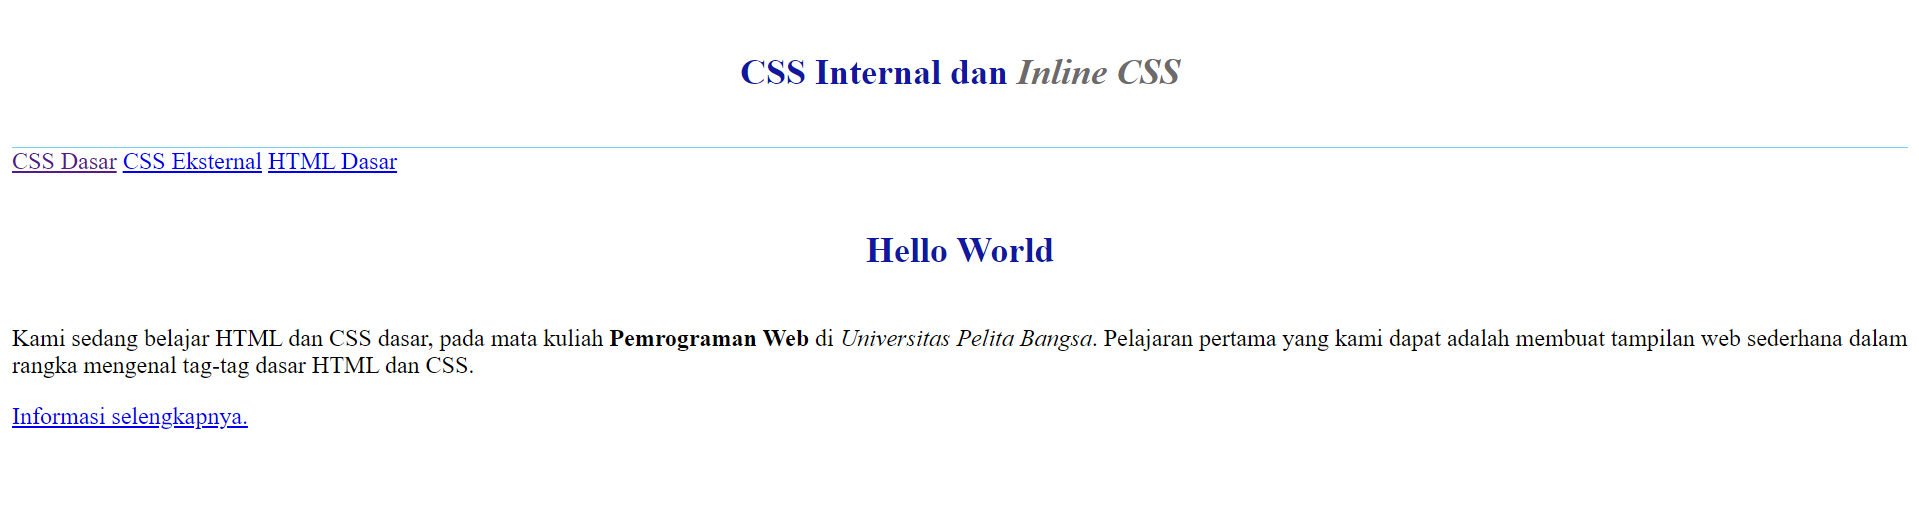 CSS Internal dan Inline CSS
CSS Dasar CSS Eksternal HTML Dasar
Hello World
Kami sedang belajar HTML dan CSS dasar, pada mata kuliah Pemrograman Web di Universitas Pelita Bangsa. Pelajaran pertama yang kami dapat adalah membuat tampilan web sederhana dalam
rangka mengenal tag-tag dasar HTML dan CSS.
Informasi selengkapnya.